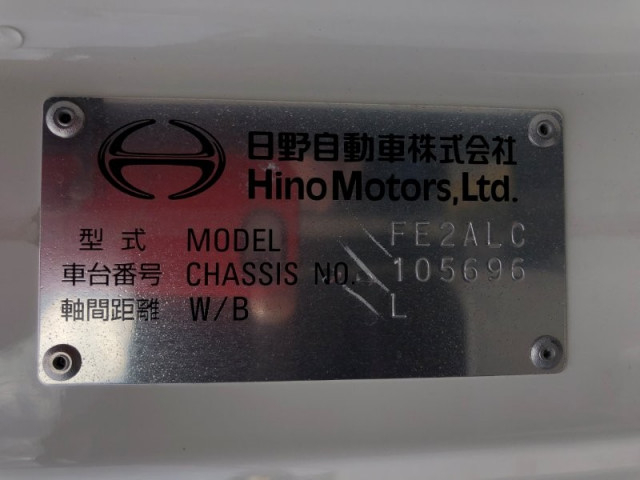 日野自動車株式会社
Hino Motors, Ltd.
型式 MODEL FE2ALC
車台番号 CHASSIS NO. 105696
軸間距離 W/B L